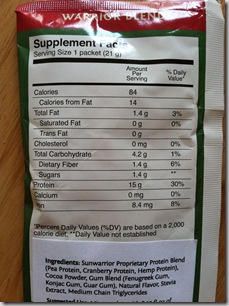 WARRIOR BLEND
Supplement Facts
Serving Size 1 packet (21 g)
Amount Per Serving % Daily Value*
Calories 84
Calories from Fat 14
Total Fat 1.4 g 3%
Saturated Fat 0 g 0%
Trans Fat 0 g
Cholesterol 0 mg 0%
Total Carbohydrate 4.2 g 1%
Dietary Fiber 1.4 g 6%
Sugars 1.4 g **
Protein 15 g 30%
Calcium 0 mg 0%
Iron 8.4 mg 8%
*Percent Daily Values (%DV) are based on a 2,000
calorie diet. **Daily Value not established
Ingredients: Sunwarrior Proprietary Protein Blend
(Pea Protein, Cranberry Protein, Hemp Protein),
Cocoa Powder, Gum Blend (Fenugreek Gum,
Konjac Gum, Guar Gum), Natural Flavor, Stevia
Extract, Medium Chain Triglycerides